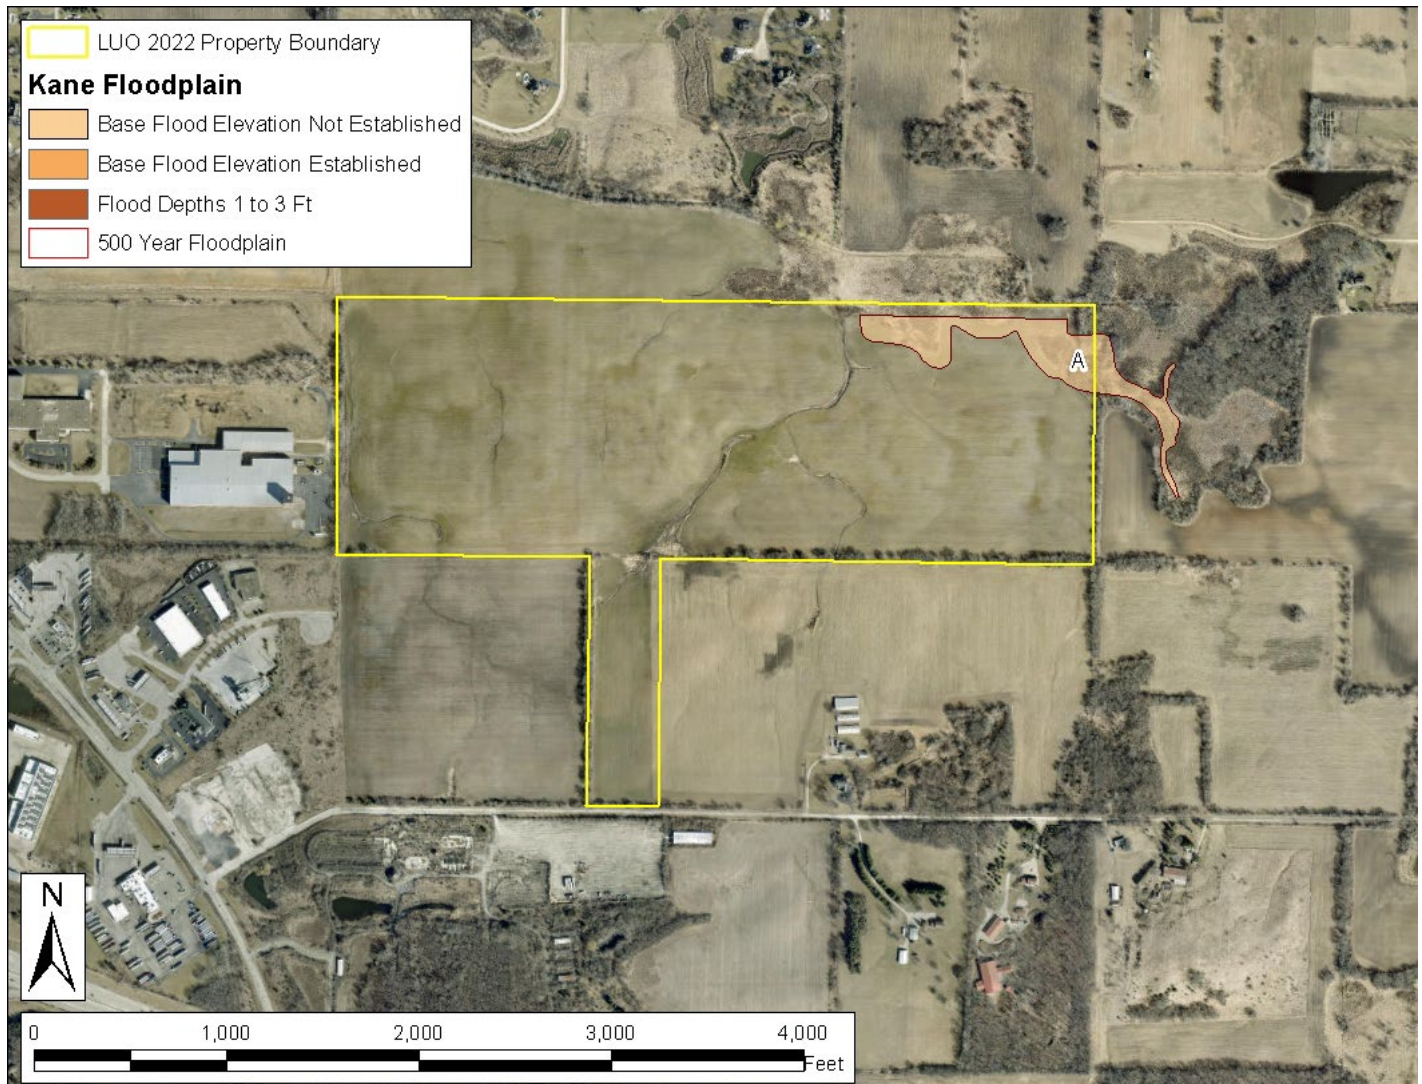 LUO 2022 Property Boundary
Kane Floodplain
Base Flood Elevation Not Established
Base Flood Elevation Established
Flood Depths 1 to 3 Ft
500 Year Floodplain
A
N
0 1,000 2,000 3,000 4,000
Feet